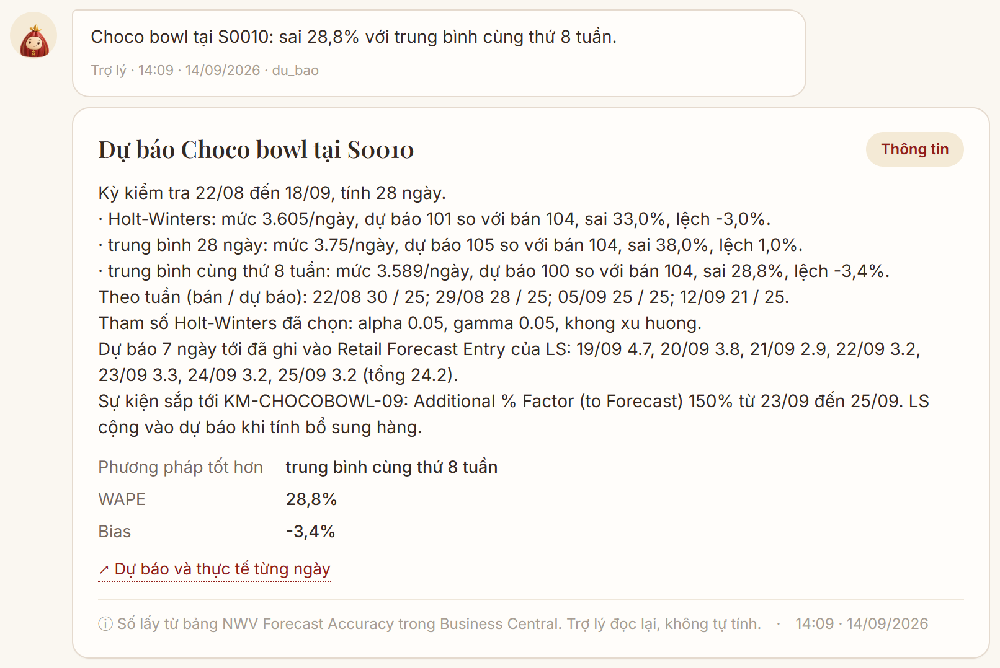 Choco bowl tại S0010: sai 28,8% với trung bình cùng thứ 8 tuần.
Trợ lý · 14:09 · 14/09/2026 · du_bao
Dự báo Choco bowl tại S0010
Thông tin
Kỳ kiểm tra 22/08 đến 18/09, tính 28 ngày.
· Holt-Winters: mức 3.605/ngày, dự báo 101 so với bán 104, sai 33,0%, lệch -3,0%.
· trung bình 28 ngày: mức 3.75/ngày, dự báo 105 so với bán 104, sai 38,0%, lệch 1,0%.
· trung bình cùng thứ 8 tuần: mức 3.589/ngày, dự báo 100 so với bán 104, sai 28,8%, lệch -3,4%.
Theo tuần (bán / dự báo): 22/08 30 / 25; 29/08 28 / 25; 05/09 25 / 25; 12/09 21 / 25.
Tham số Holt-Winters đã chọn: alpha 0.05, gamma 0.05, khong xu huong.
Dự báo 7 ngày tới đã ghi vào Retail Forecast Entry của LS: 19/09 4.7, 20/09 3.8, 21/09 2.9, 22/09 3.2,
23/09 3.3, 24/09 3.2, 25/09 3.2 (tổng 24.2).
Sự kiện sắp tới KM-CHOCOBOWL-09: Additional % Factor (to Forecast) 150% từ 23/09 đến 25/09. LS
cộng vào dự báo khi tính bổ sung hàng.
Phương pháp tốt hơn trung bình cùng thứ 8 tuần
WAPE 28,8%
Bias -3,4%
↗ Dự báo và thực tế từng ngày
ⓘ Số lấy từ bảng NWV Forecast Accuracy trong Business Central. Trợ lý đọc lại, không tự tính. · 14:09 · 14/09/2026